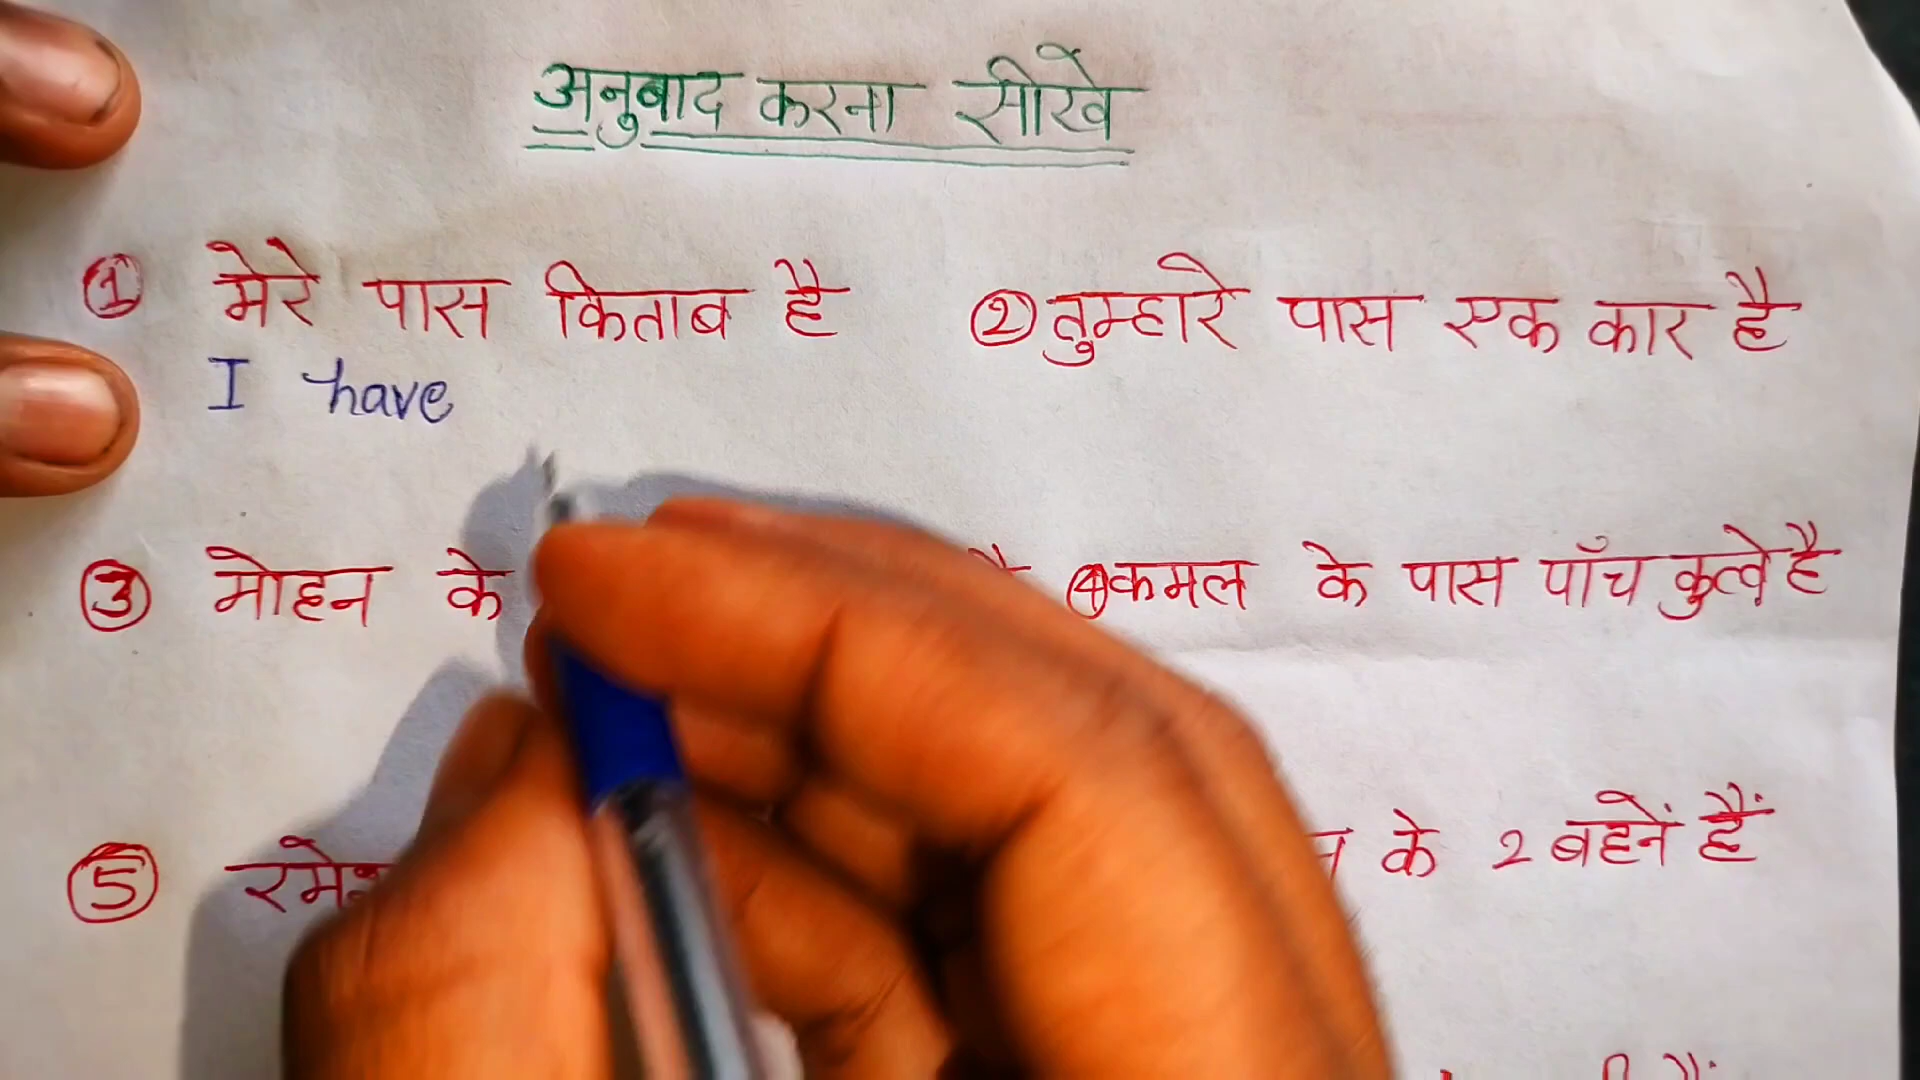 अनुबाद करना सीखे
① मेरे पास किताब है
② तुम्हारे पास एक कार है
I have
③ मोहन के
④ कमल के पास पाँच कुत्ते है
⑤
के 2 बहनें हैं